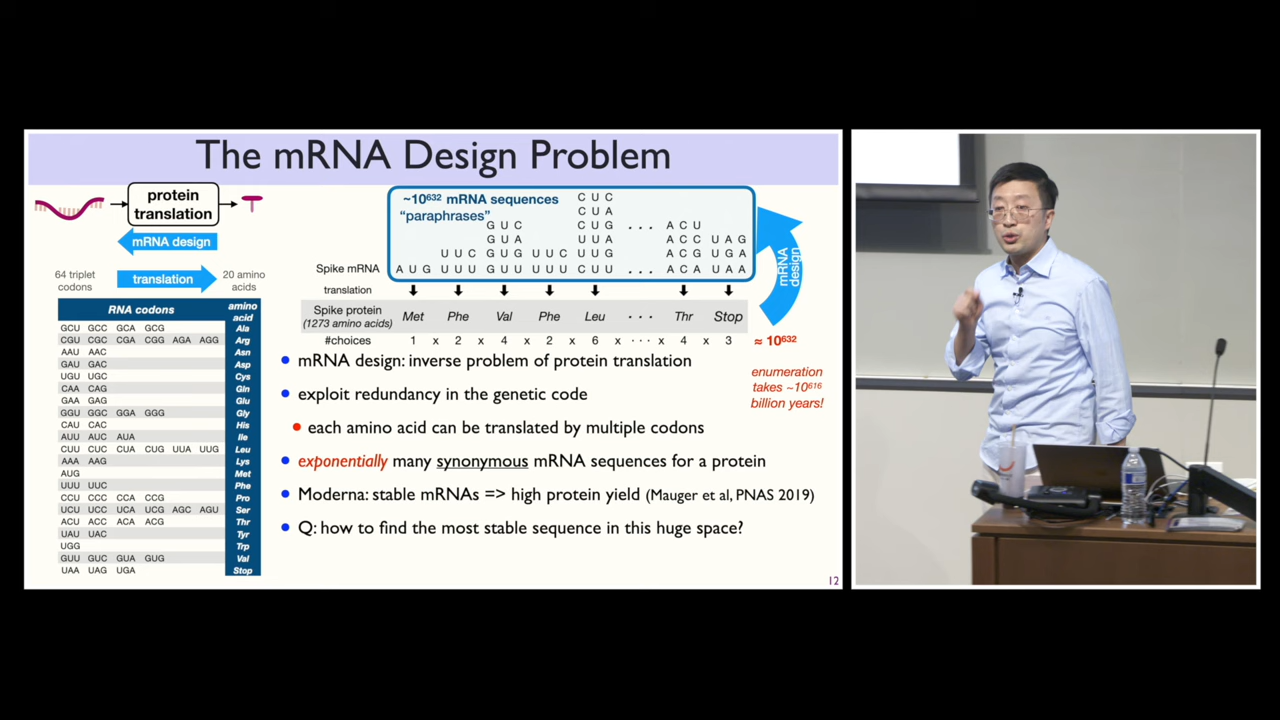 The mRNA Design Problem
protein
translation
mRNA design
64 triplet
codons
translation
20 amino
acids
RNA codons
amino
acid
GCU GCC GCA GCG Ala
CGU CGC CGA CGG AGA AGG Arg
AAU AAC Asn
GAU GAC Asp
UGU UGC Cys
CAA CAG Gln
GAA GAG Glu
GGU GGC GGA GGG Gly
CAU CAC His
AUU AUC AUA Ile
CUU CUC CUA CUG UUA UUG Leu
AAA AAG Lys
AUG Met
UUU UUC Phe
CCU CCC CCA CCG Pro
UCU UCC UCA UCG AGC AGU Ser
ACU ACC ACA ACG Thr
UAU UAC Tyr
UGG Trp
GUU GUC GUA GUG Val
UAA UAG UGA Stop
~10⁶³² mRNA sequences
"paraphrases"
C U C
C U A
G U C C U G . . . A C U
G U A U U A A C C U A G
U U C G U G U U C U U G A C G U G A
Spike mRNA A U G U U U G U U U U U C U U . . . A C A U A A
translation
Spike protein
(1273 amino acids)
Met Phe Val Phe Leu · · · Thr Stop
#choices 1 x 2 x 4 x 2 x 6 x · · · x 4 x 3 ≈ 10⁶³²
mRNA
design
enumeration
takes ~10⁶¹⁶
billion years!
• mRNA design: inverse problem of protein translation
• exploit redundancy in the genetic code
• each amino acid can be translated by multiple codons
• exponentially many synonymous mRNA sequences for a protein
• Moderna: stable mRNAs => high protein yield (Mauger et al, PNAS 2019)
• Q: how to find the most stable sequence in this huge space?
12